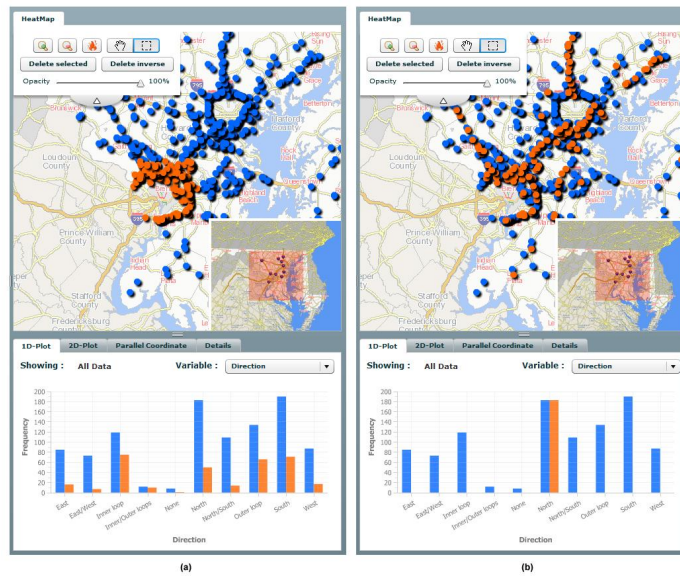 HeatMap
Delete selected Delete inverse
Opacity 100%
Loudoun
County
Prince William
County
Stafford
County
Fredericksburg
1D-Plot 2D-Plot Parallel Coordinate Details
Showing : All Data Variable : Direction
200
180
160
140
120
100
80
60
40
20
0
Frequency
East
East/West
Inner loop
Inner/Outer loops
None
North
North/South
Outer loop
South
West
Direction
(a)
HeatMap
Delete selected Delete inverse
Opacity 100%
Loudoun
County
Prince William
County
Stafford
County
Fredericksburg
1D-Plot 2D-Plot Parallel Coordinate Details
Showing : All Data Variable : Direction
200
180
160
140
120
100
80
60
40
20
0
Frequency
East
East/West
Inner loop
Inner/Outer loops
None
North
North/South
Outer loop
South
West
Direction
(b)